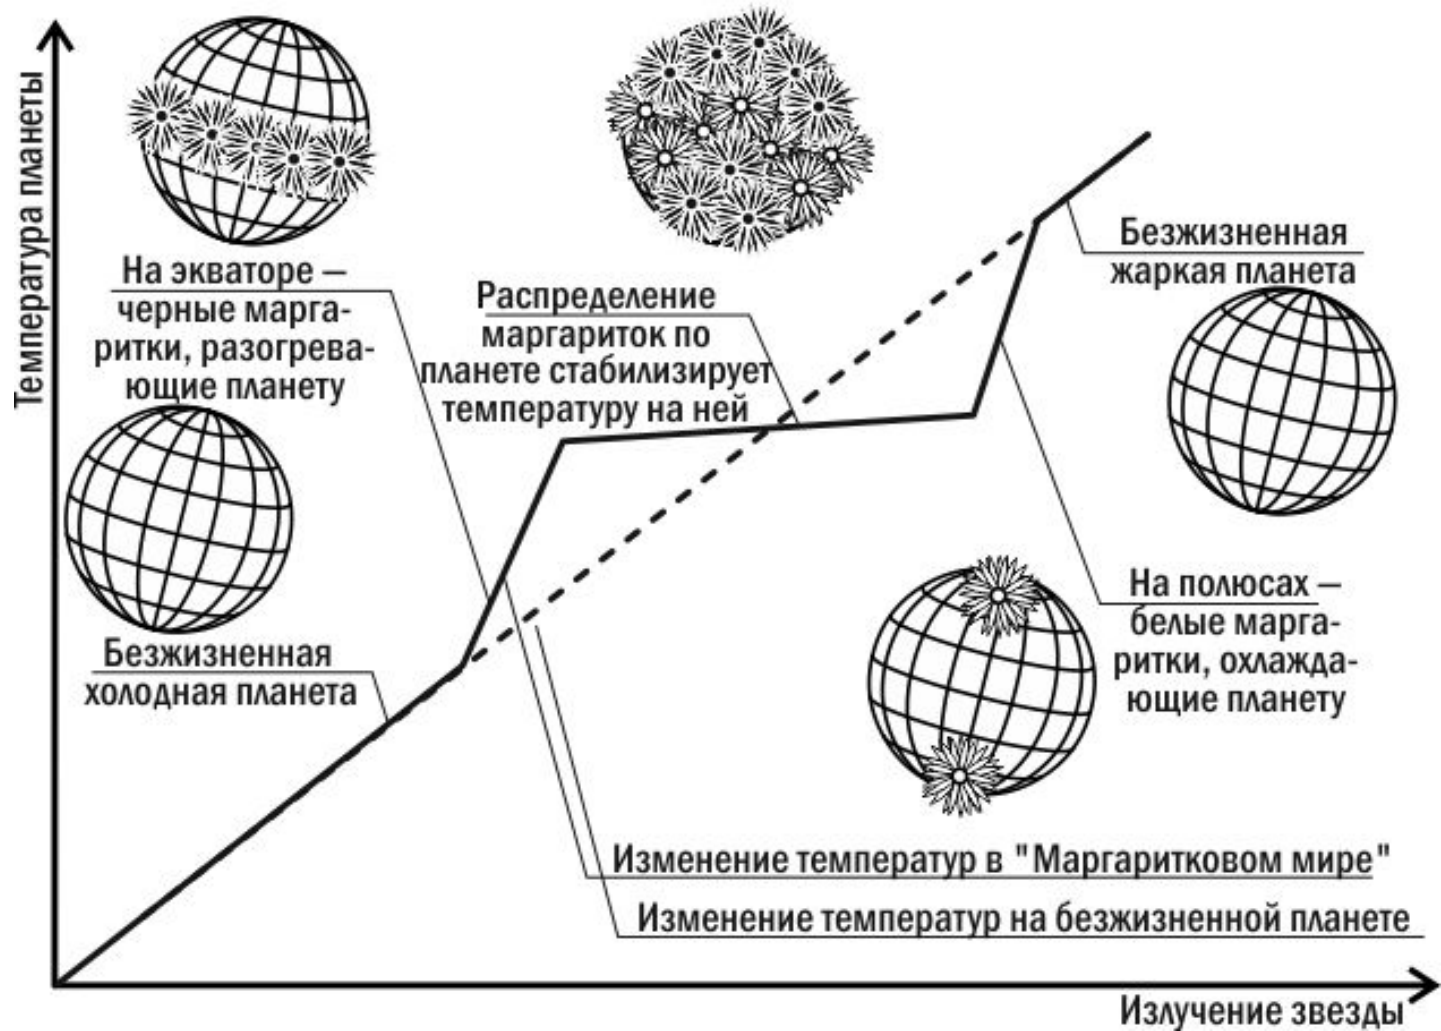 Температура планеты
На экваторе –
черные марга-
ритки, разогрева-
ющие планету
Распределение
маргариток по
планете стабилизирует
температуру на ней
Безжизненная
жаркая планета
Безжизненная
холодная планета
На полюсах –
белые марга-
ритки, охлажда-
ющие планету
Изменение температур в "Маргаритковом мире"
Изменение температур на безжизненной планете
Излучение звезды